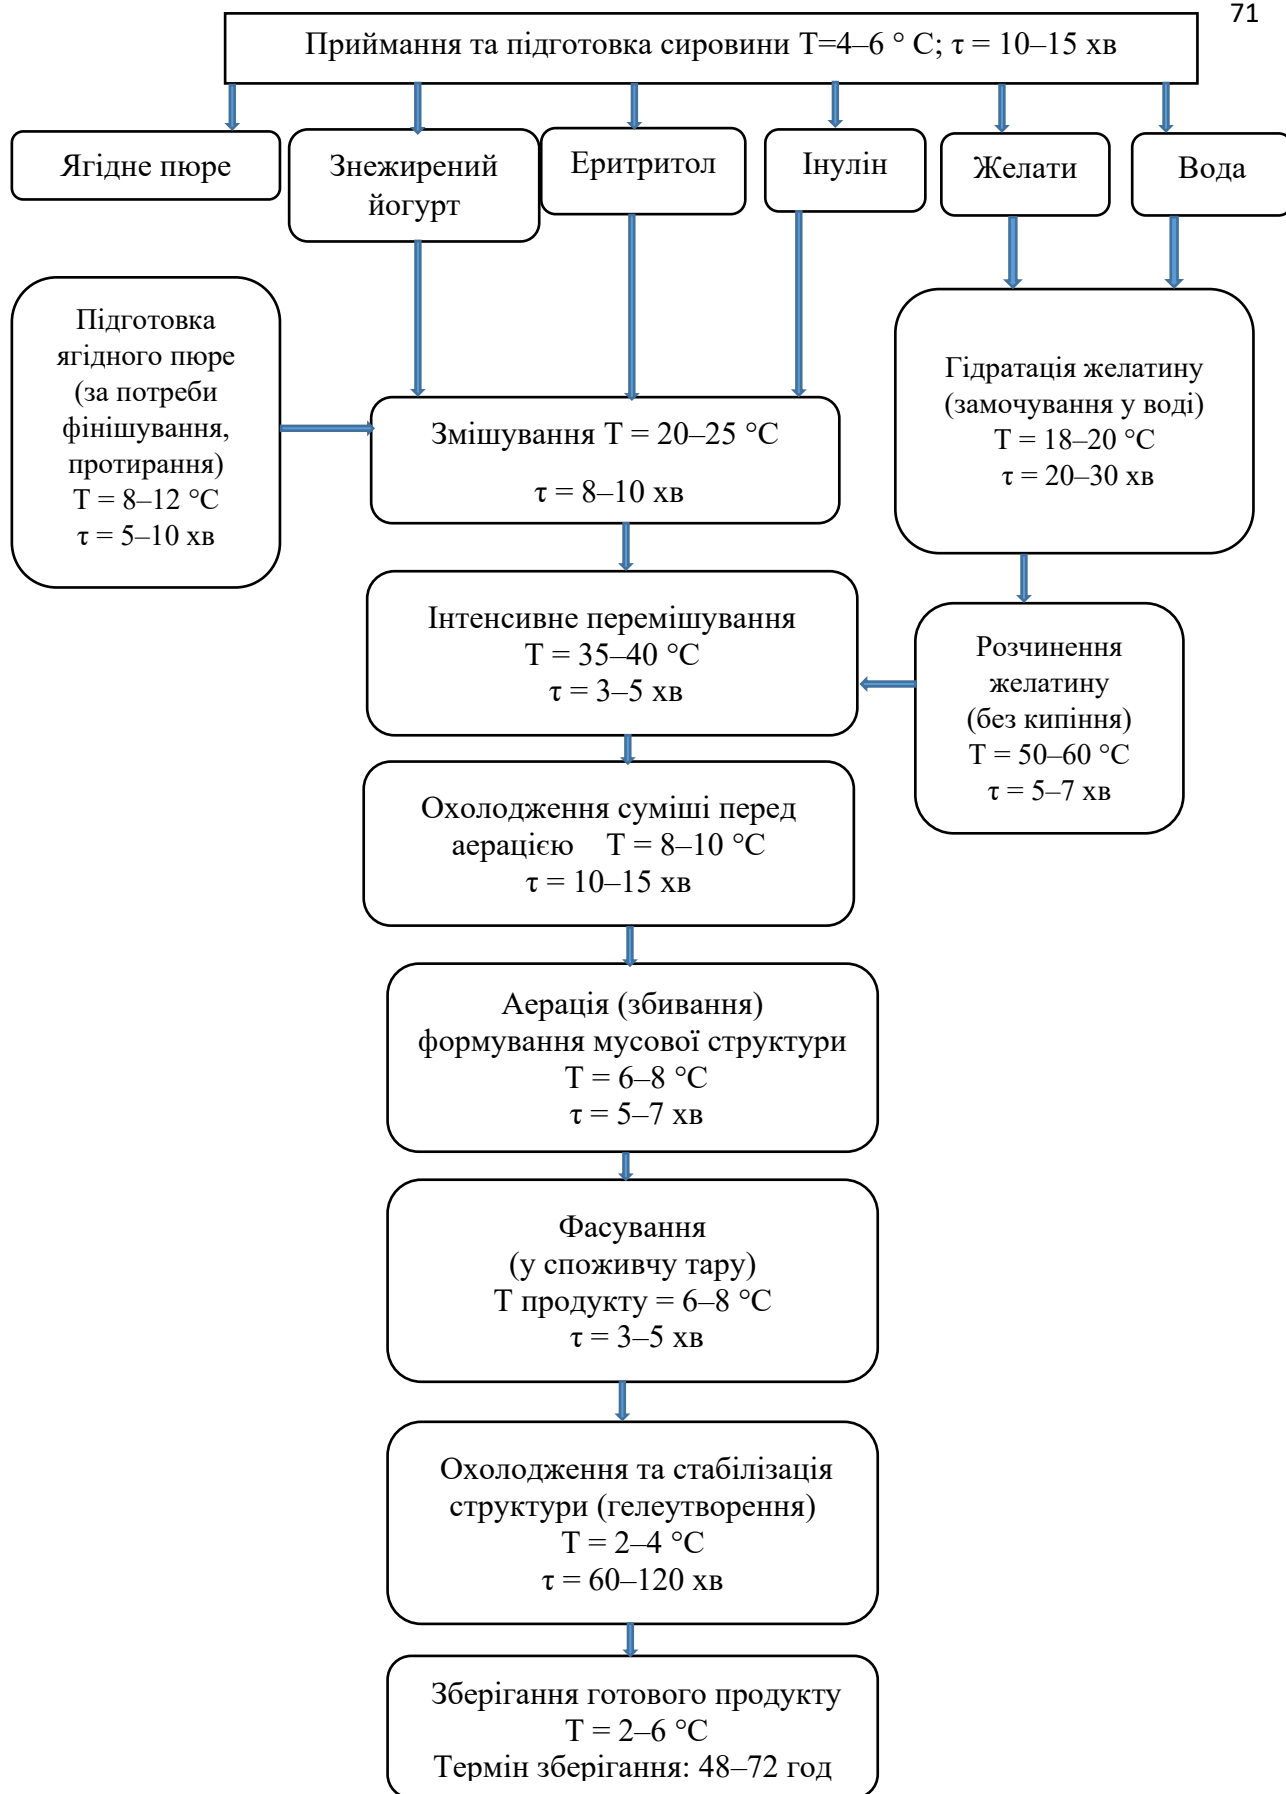 71
Приймання та підготовка сировини Т=4–6 ° С; τ = 10–15 хв
Ягідне пюре
Знежирений
йогурт
Еритритол
Інулін
Желати
Вода
Підготовка
ягідного пюре
(за потреби
фінішування,
протирання)
Т = 8–12 °С
τ = 5–10 хв
Гідратація желатину
(замочування у воді)
Т = 18–20 °С
τ = 20–30 хв
Змішування Т = 20–25 °С
τ = 8–10 хв
Інтенсивне перемішування
Т = 35–40 °С
τ = 3–5 хв
Розчинення
желатину
(без кипіння)
Т = 50–60 °С
τ = 5–7 хв
Охолодження суміші перед
аерацією Т = 8–10 °С
τ = 10–15 хв
Аерація (збивання)
формування мусової структури
Т = 6–8 °С
τ = 5–7 хв
Фасування
(у споживчу тару)
Т продукту = 6–8 °С
τ = 3–5 хв
Охолодження та стабілізація
структури (гелеутворення)
Т = 2–4 °С
τ = 60–120 хв
Зберігання готового продукту
Т = 2–6 °С
Термін зберігання: 48–72 год